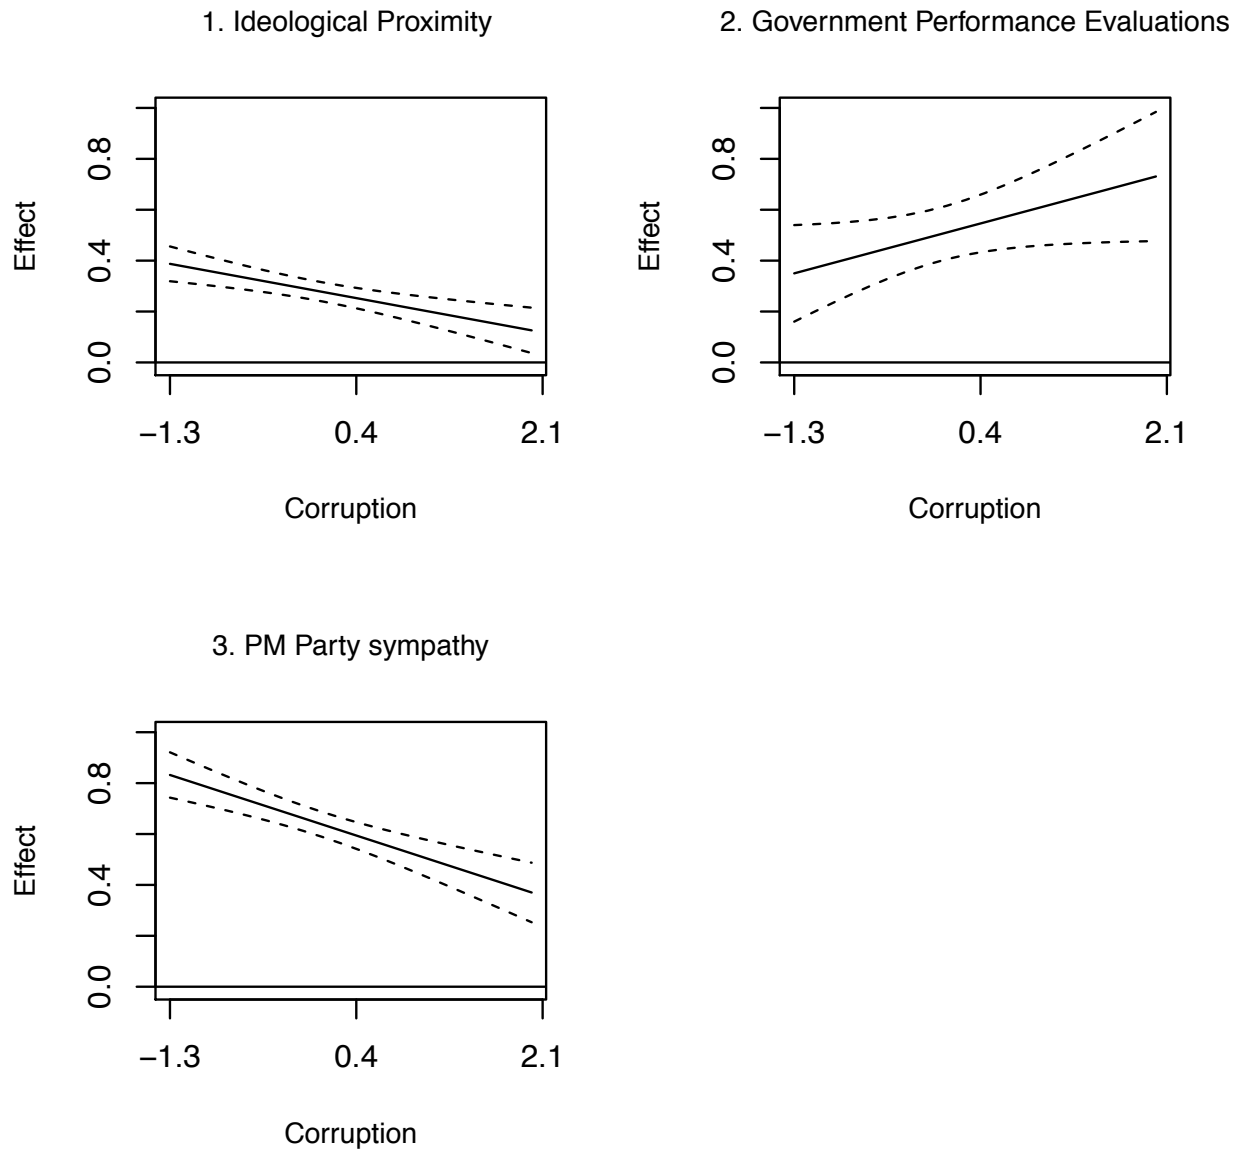 1. Ideological Proximity
Effect
0.0 0.4 0.8
−1.3 0.4 2.1
Corruption
2. Government Performance Evaluations
Effect
0.0 0.4 0.8
−1.3 0.4 2.1
Corruption
3. PM Party sympathy
Effect
0.0 0.4 0.8
−1.3 0.4 2.1
Corruption